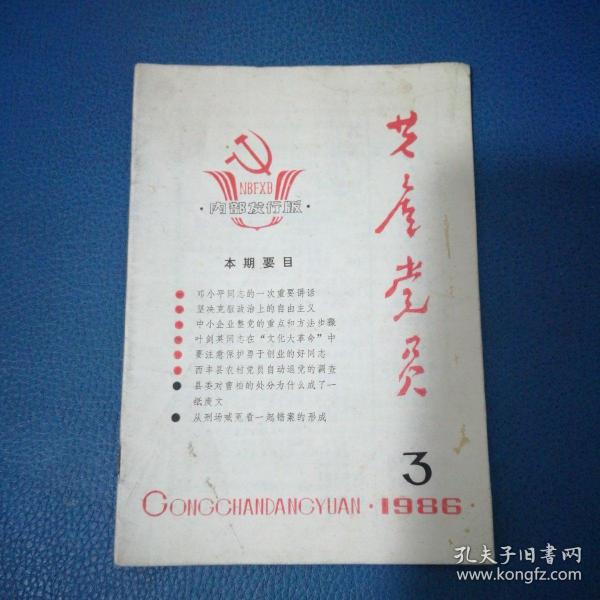 共产党员
NBFXB
·内部发行版·
本期要目
邓小平同志的一次重要讲话
坚决克服政治上的自由主义
中小企业整党的重点和方法步骤
叶剑英同志在“文化大革命”中
要注意保护勇于创业的好同志
西丰县农村党员自动退党的调查
县委对曹柏的处分为什么成了一
纸废文
从刑场喊冤看一起错案的形成
3
GONGCHANDANGYUAN·1986·
孔夫子旧书网
www.kongfz.com